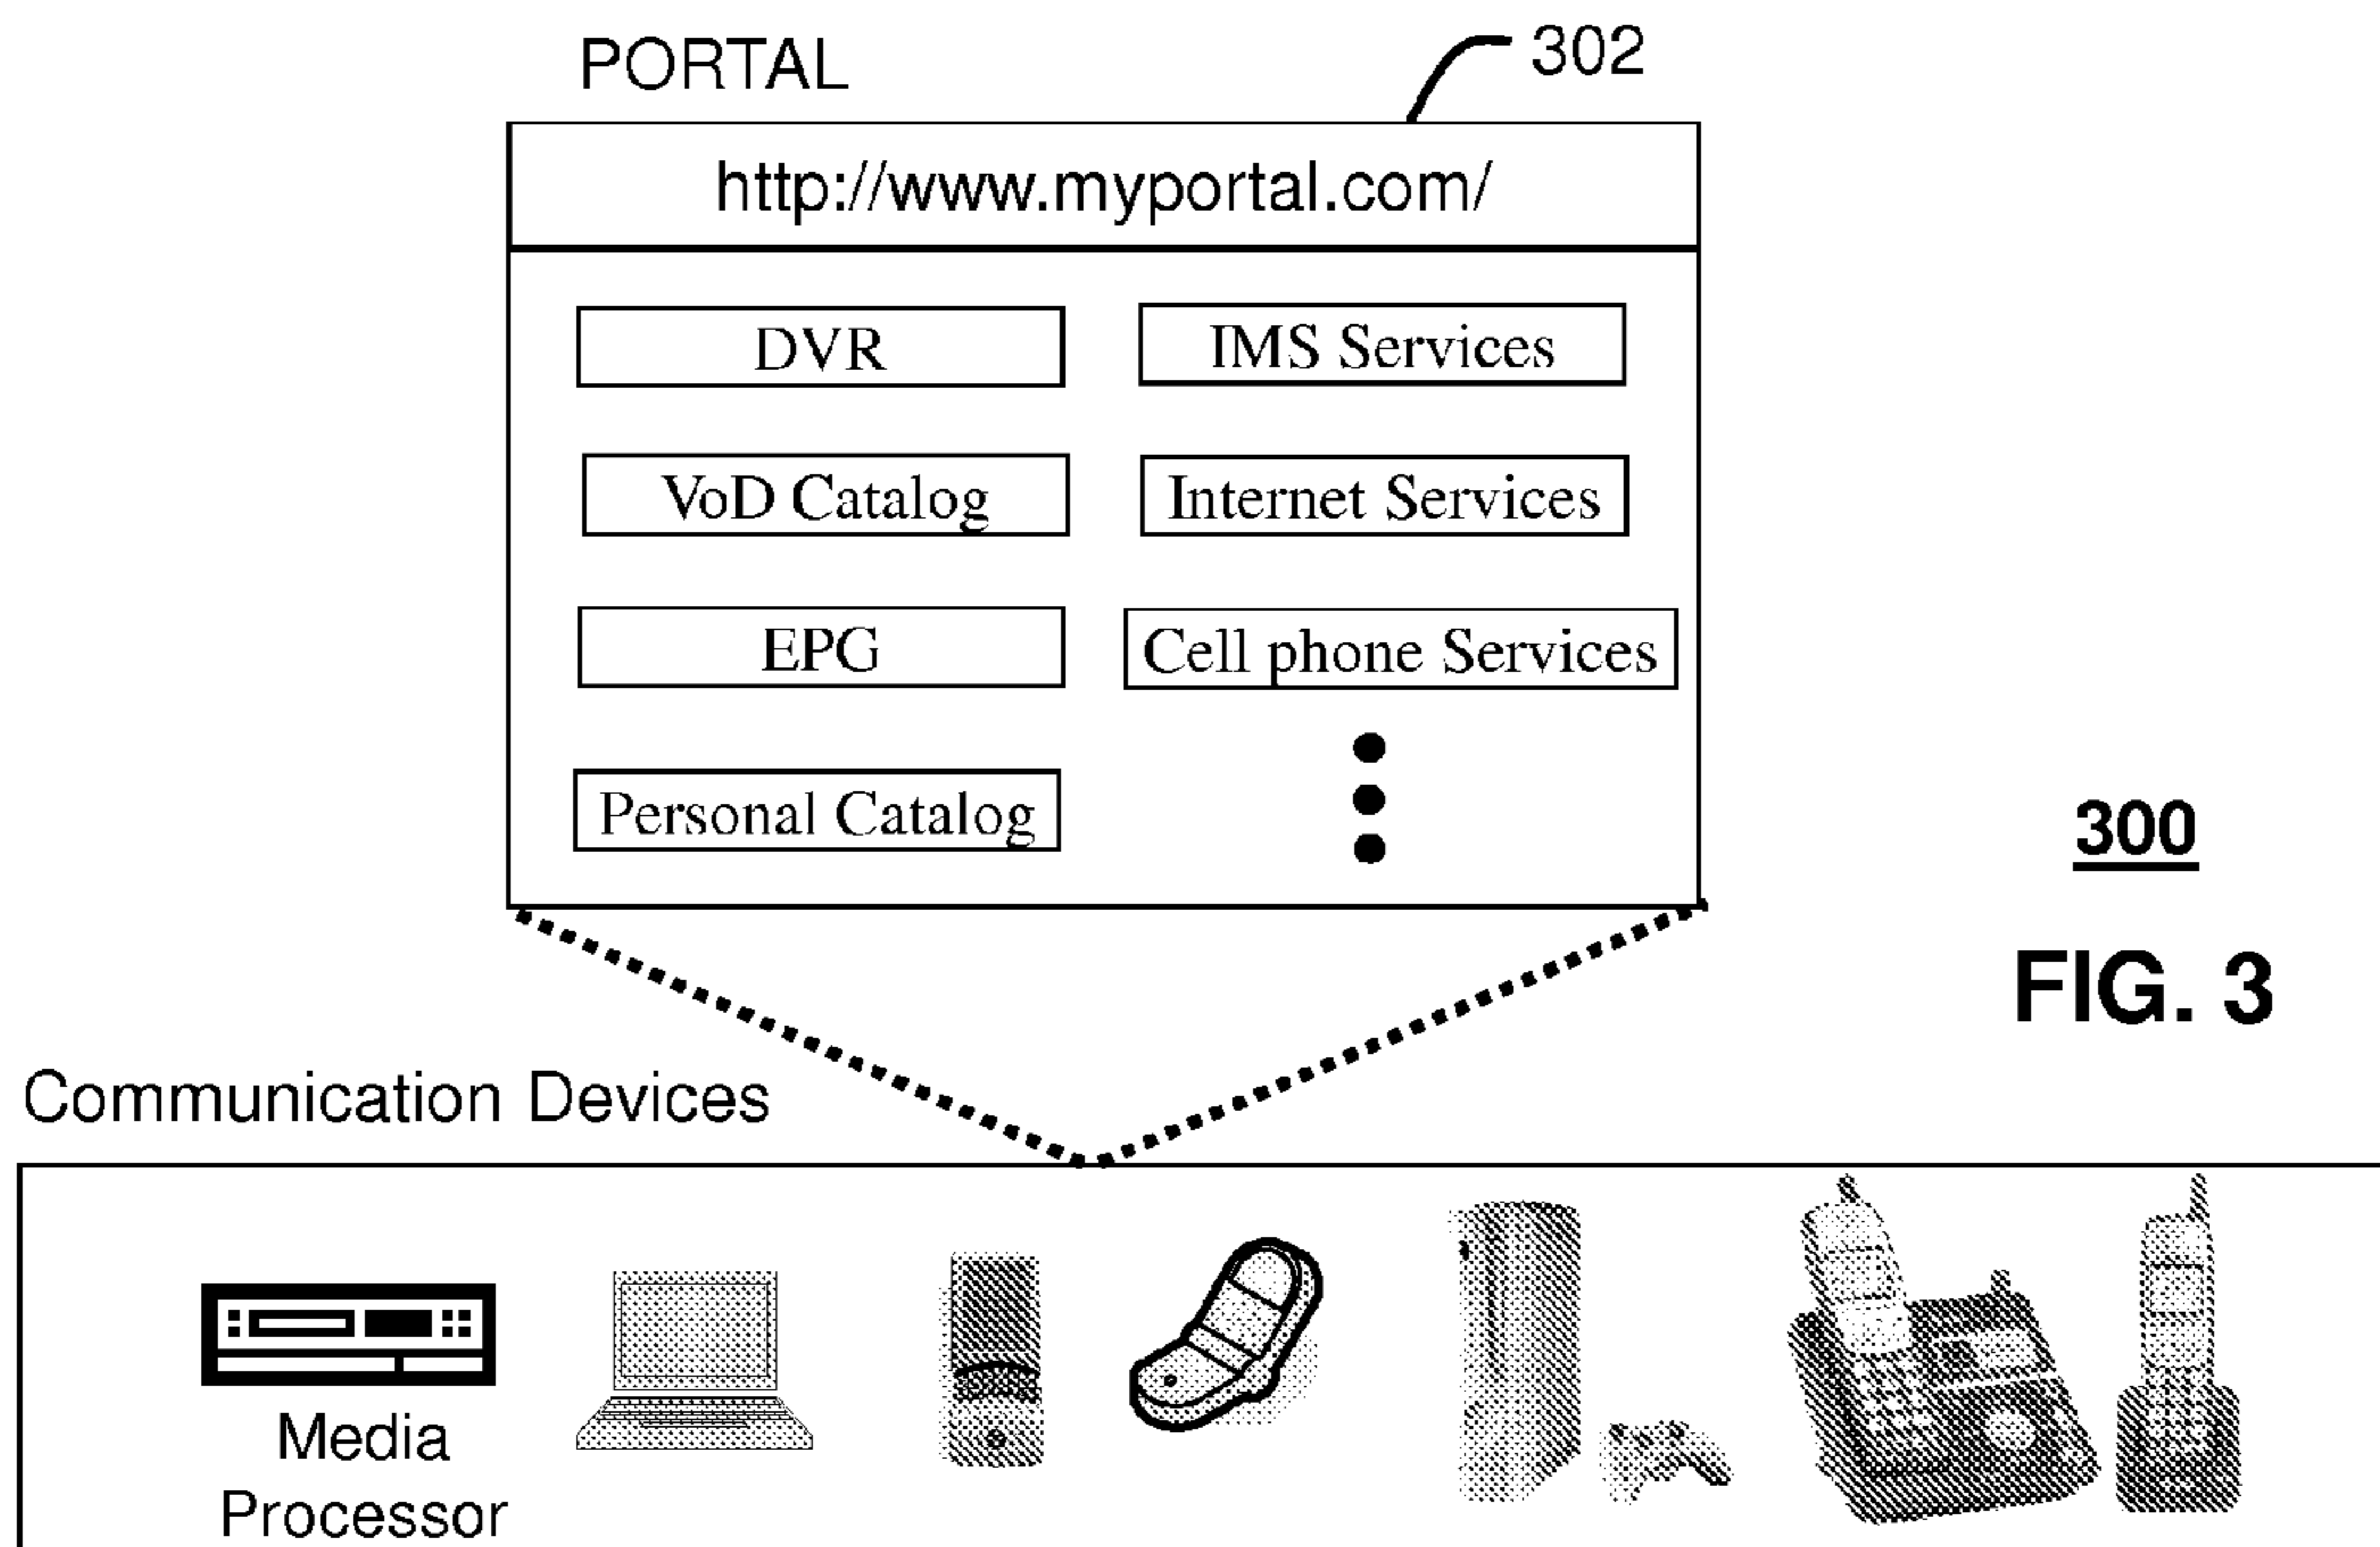 PORTAL
302
http://www.myportal.com/
DVR
IMS Services
VoD Catalog
Internet Services
EPG
Cell phone Services
Personal Catalog
300
FIG. 3
Communication Devices
Media
Processor